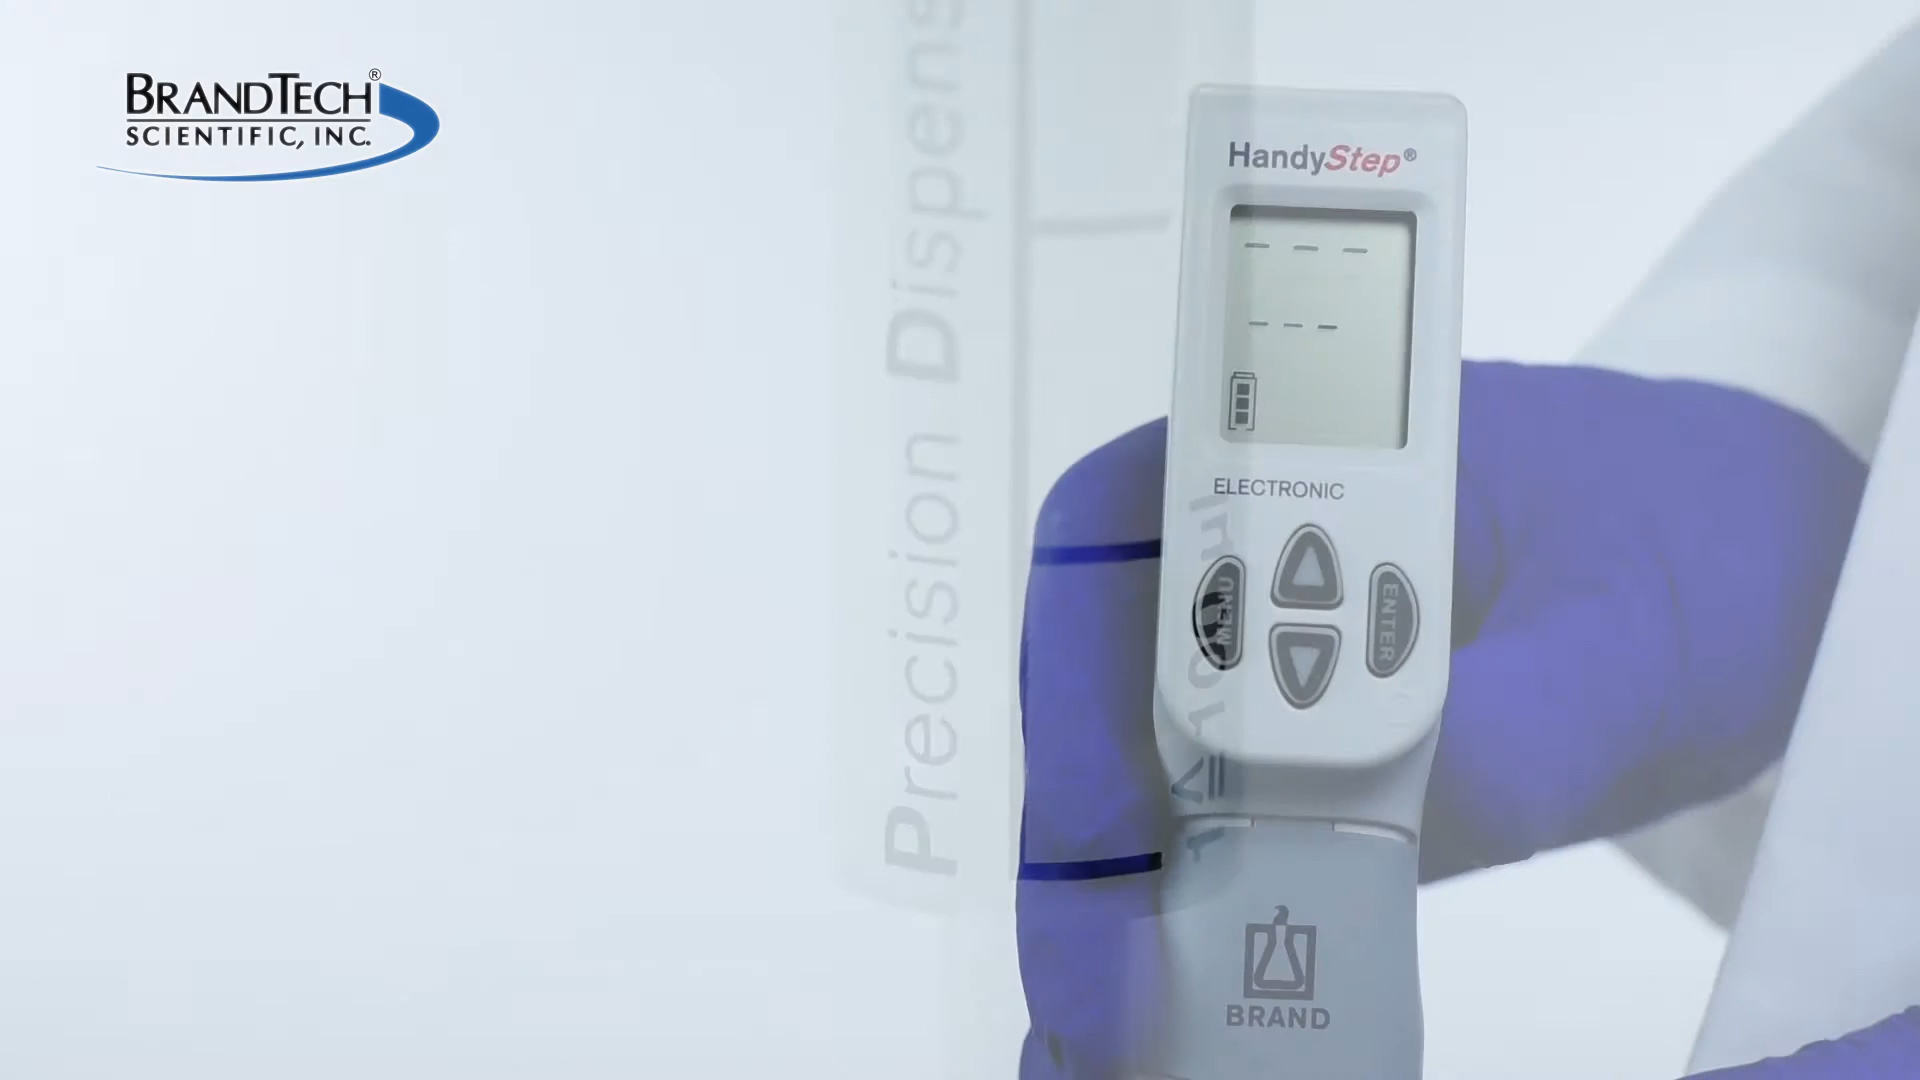 BRANDTECH®
SCIENTIFIC, INC.
Precision Dispens
HandyStep®
ELECTRONIC
MENU
ENTER
BRAND